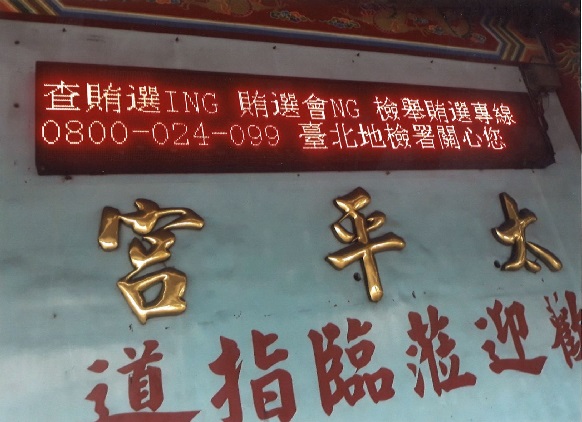 查賄選ING 賄選會NG 檢舉賄選專線
0800-024-099 臺北地檢署關心您
太平宮
歡迎蒞臨指道